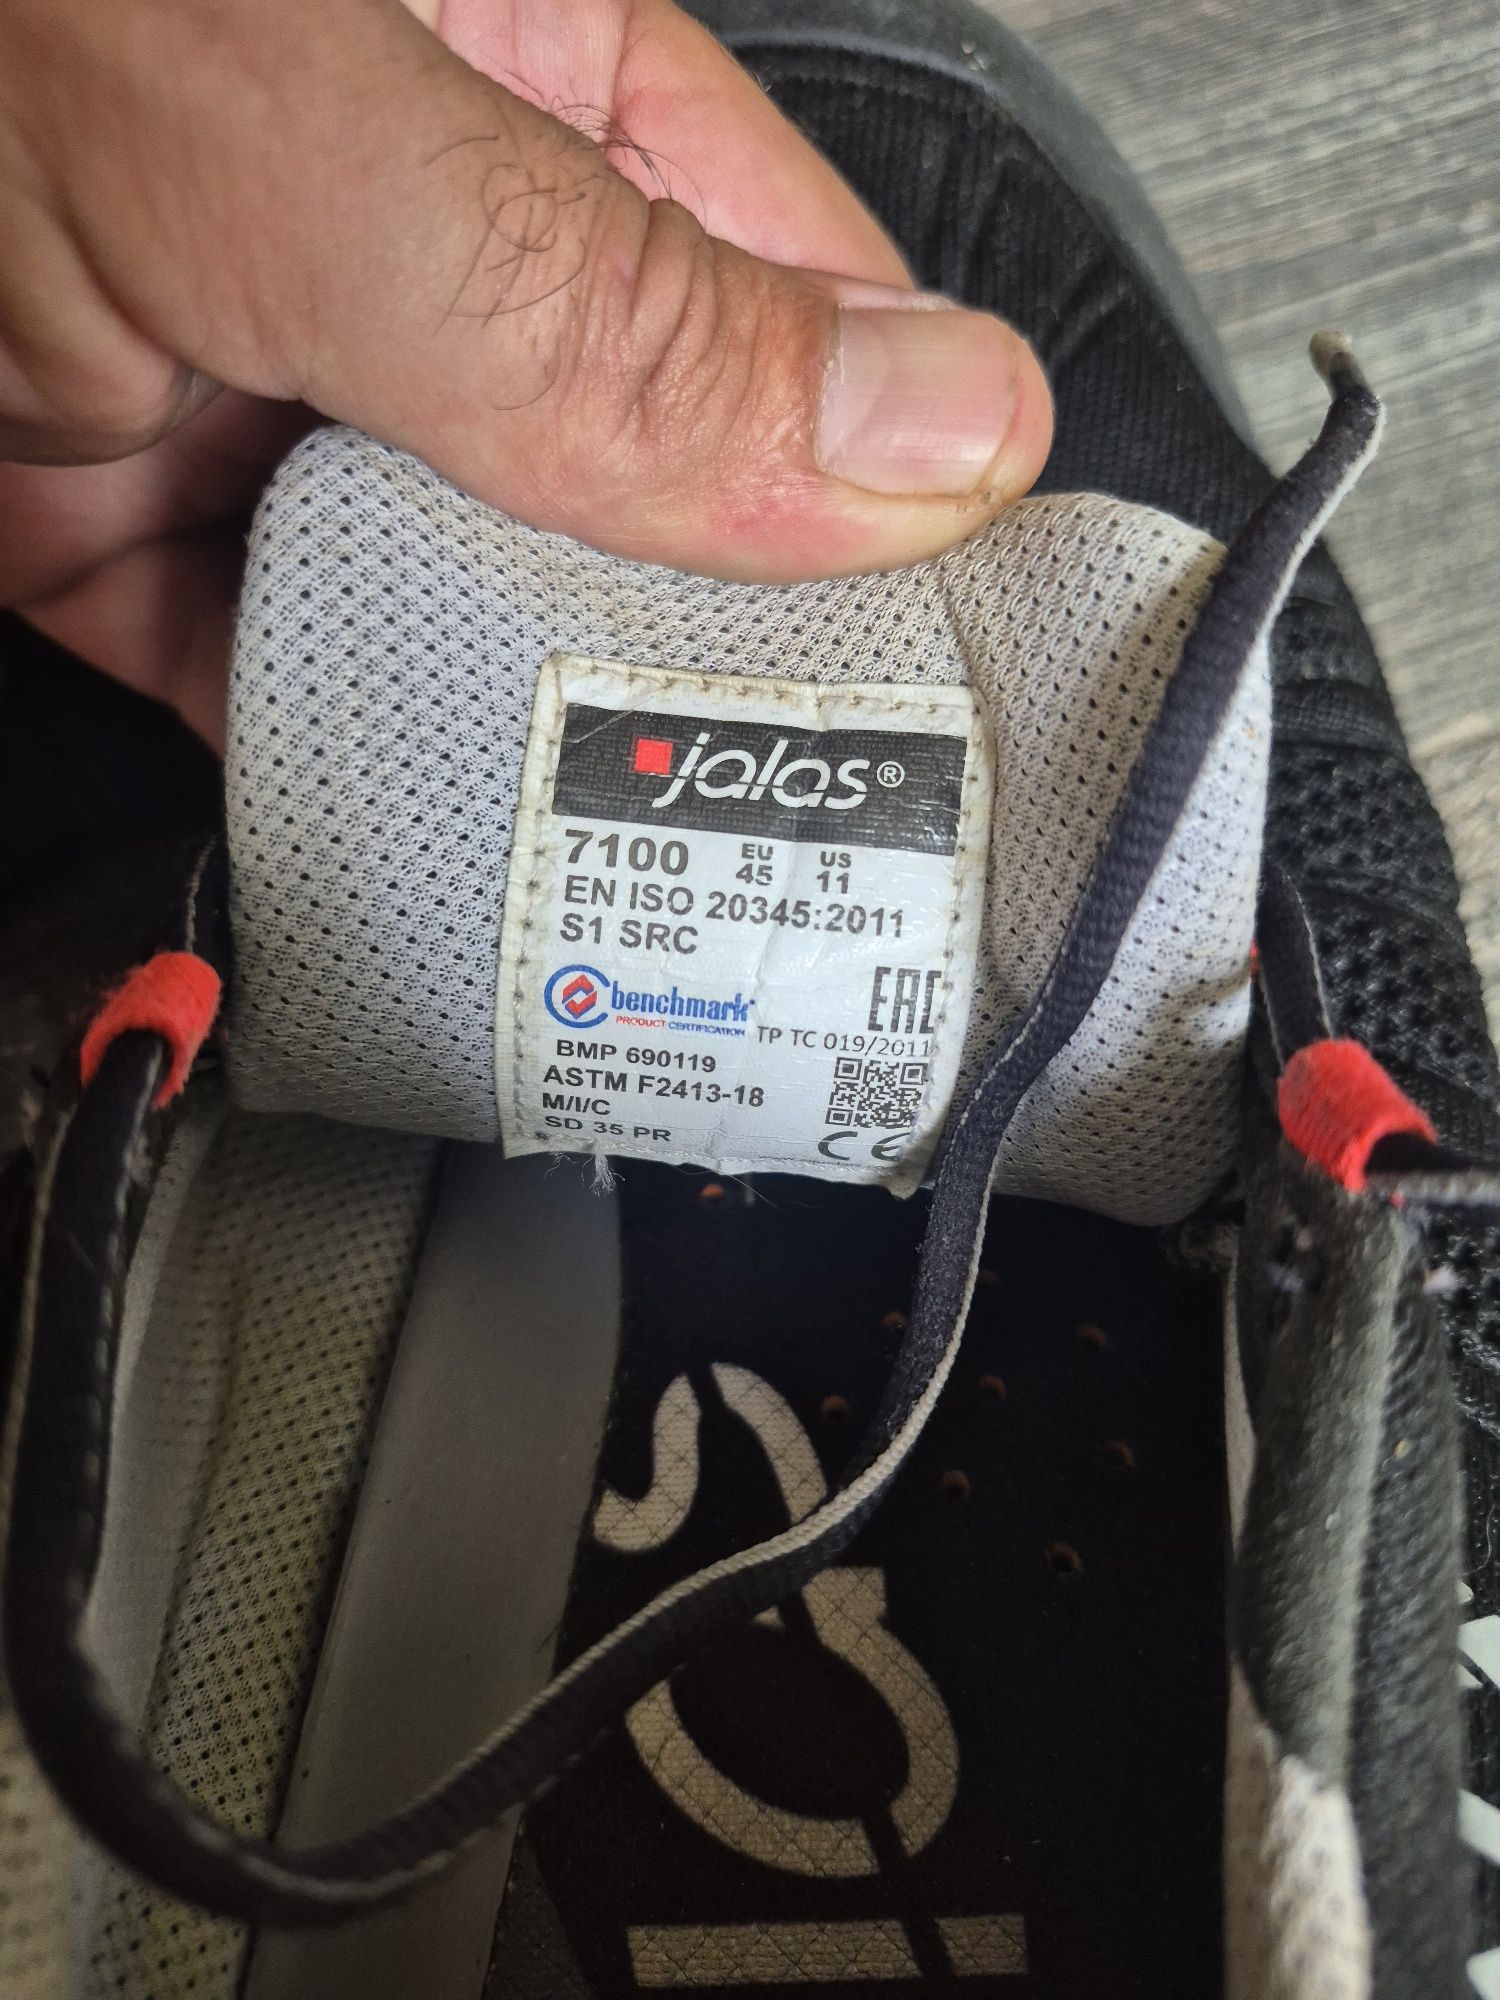 jalas®
7100 EU 45 US 11
EN ISO 20345:2011
S1 SRC
benchmark EAC
PRODUCT CERTIFICATION TP TC 019/2011
BMP 690119
ASTM F2413-18
M/I/C
SD 35 PR
CE